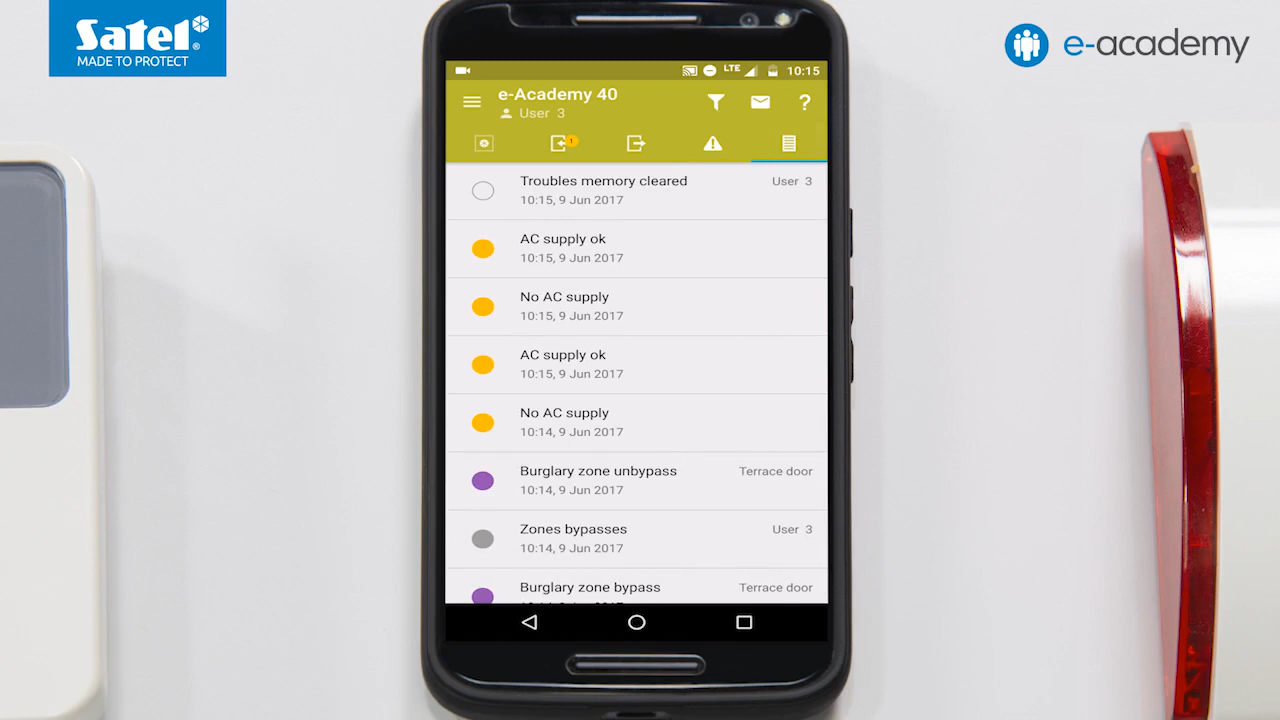 Satel®
MADE TO PROTECT
e-academy
LTE 10:15
e-Academy 40
User 3
1
?
Troubles memory cleared User 3
10:15, 9 Jun 2017
AC supply ok
10:15, 9 Jun 2017
No AC supply
10:15, 9 Jun 2017
AC supply ok
10:15, 9 Jun 2017
No AC supply
10:14, 9 Jun 2017
Burglary zone unbypass Terrace door
10:14, 9 Jun 2017
Zones bypasses User 3
10:14, 9 Jun 2017
Burglary zone bypass Terrace door